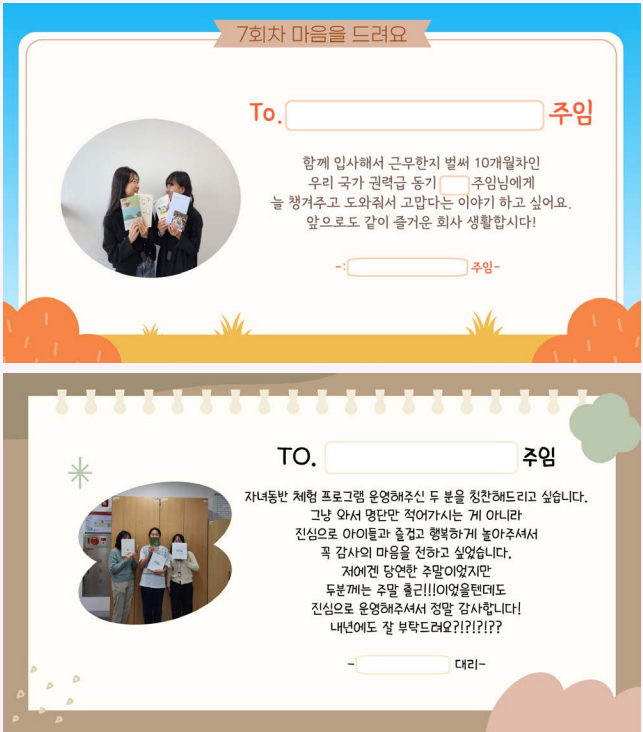 7회차 마음을 드려요
To. 주임
함께 입사해서 근무한지 벌써 10개월차인
우리 국가 권력급 동기 주임님에게
늘 챙겨주고 도와줘서 고맙다는 이야기 하고 싶어요.
앞으로도 같이 즐거운 회사 생활합시다!
-: 주임-
TO. 주임
자녀동반 체험 프로그램 운영해주신 두 분을 칭찬해드리고 싶습니다.
그냥 와서 명단만 적어가시는 게 아니라
진심으로 아이들과 즐겁고 행복하게 놀아주셔서
꼭 감사의 마음을 전하고 싶었습니다.
저에겐 당연한 주말이었지만
두분께는 주말 출근!!!이었을텐데도
진심으로 운영해주셔서 정말 감사합니다!
내년에도 잘 부탁드려요?!?!?!??
- 대리-